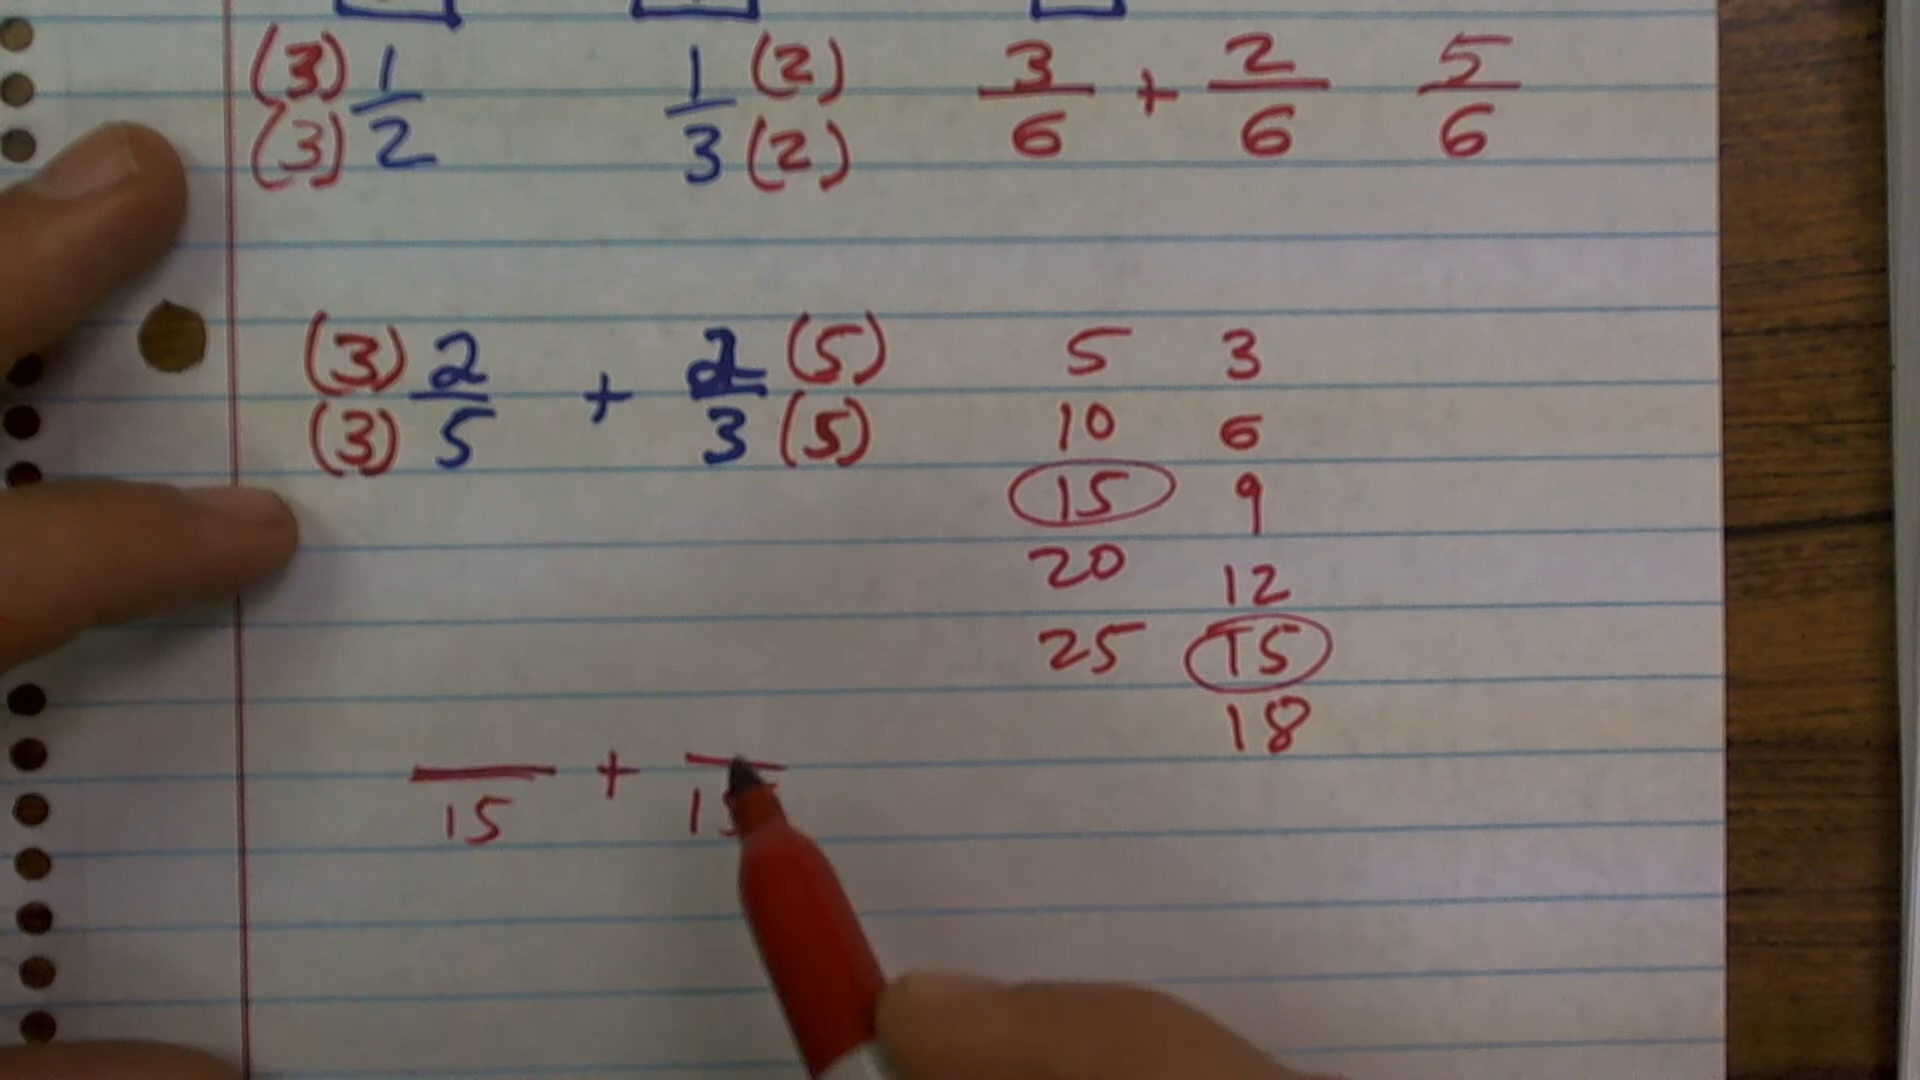 (3) 1 1 (2) 3 + 2 5
(3) 2 3 (2) 6 6 6
(3) 2 + 2 (5) 5 3
(3) 5 3 (5) 10 6
15 9
20 12
25 15
18
+
15 15